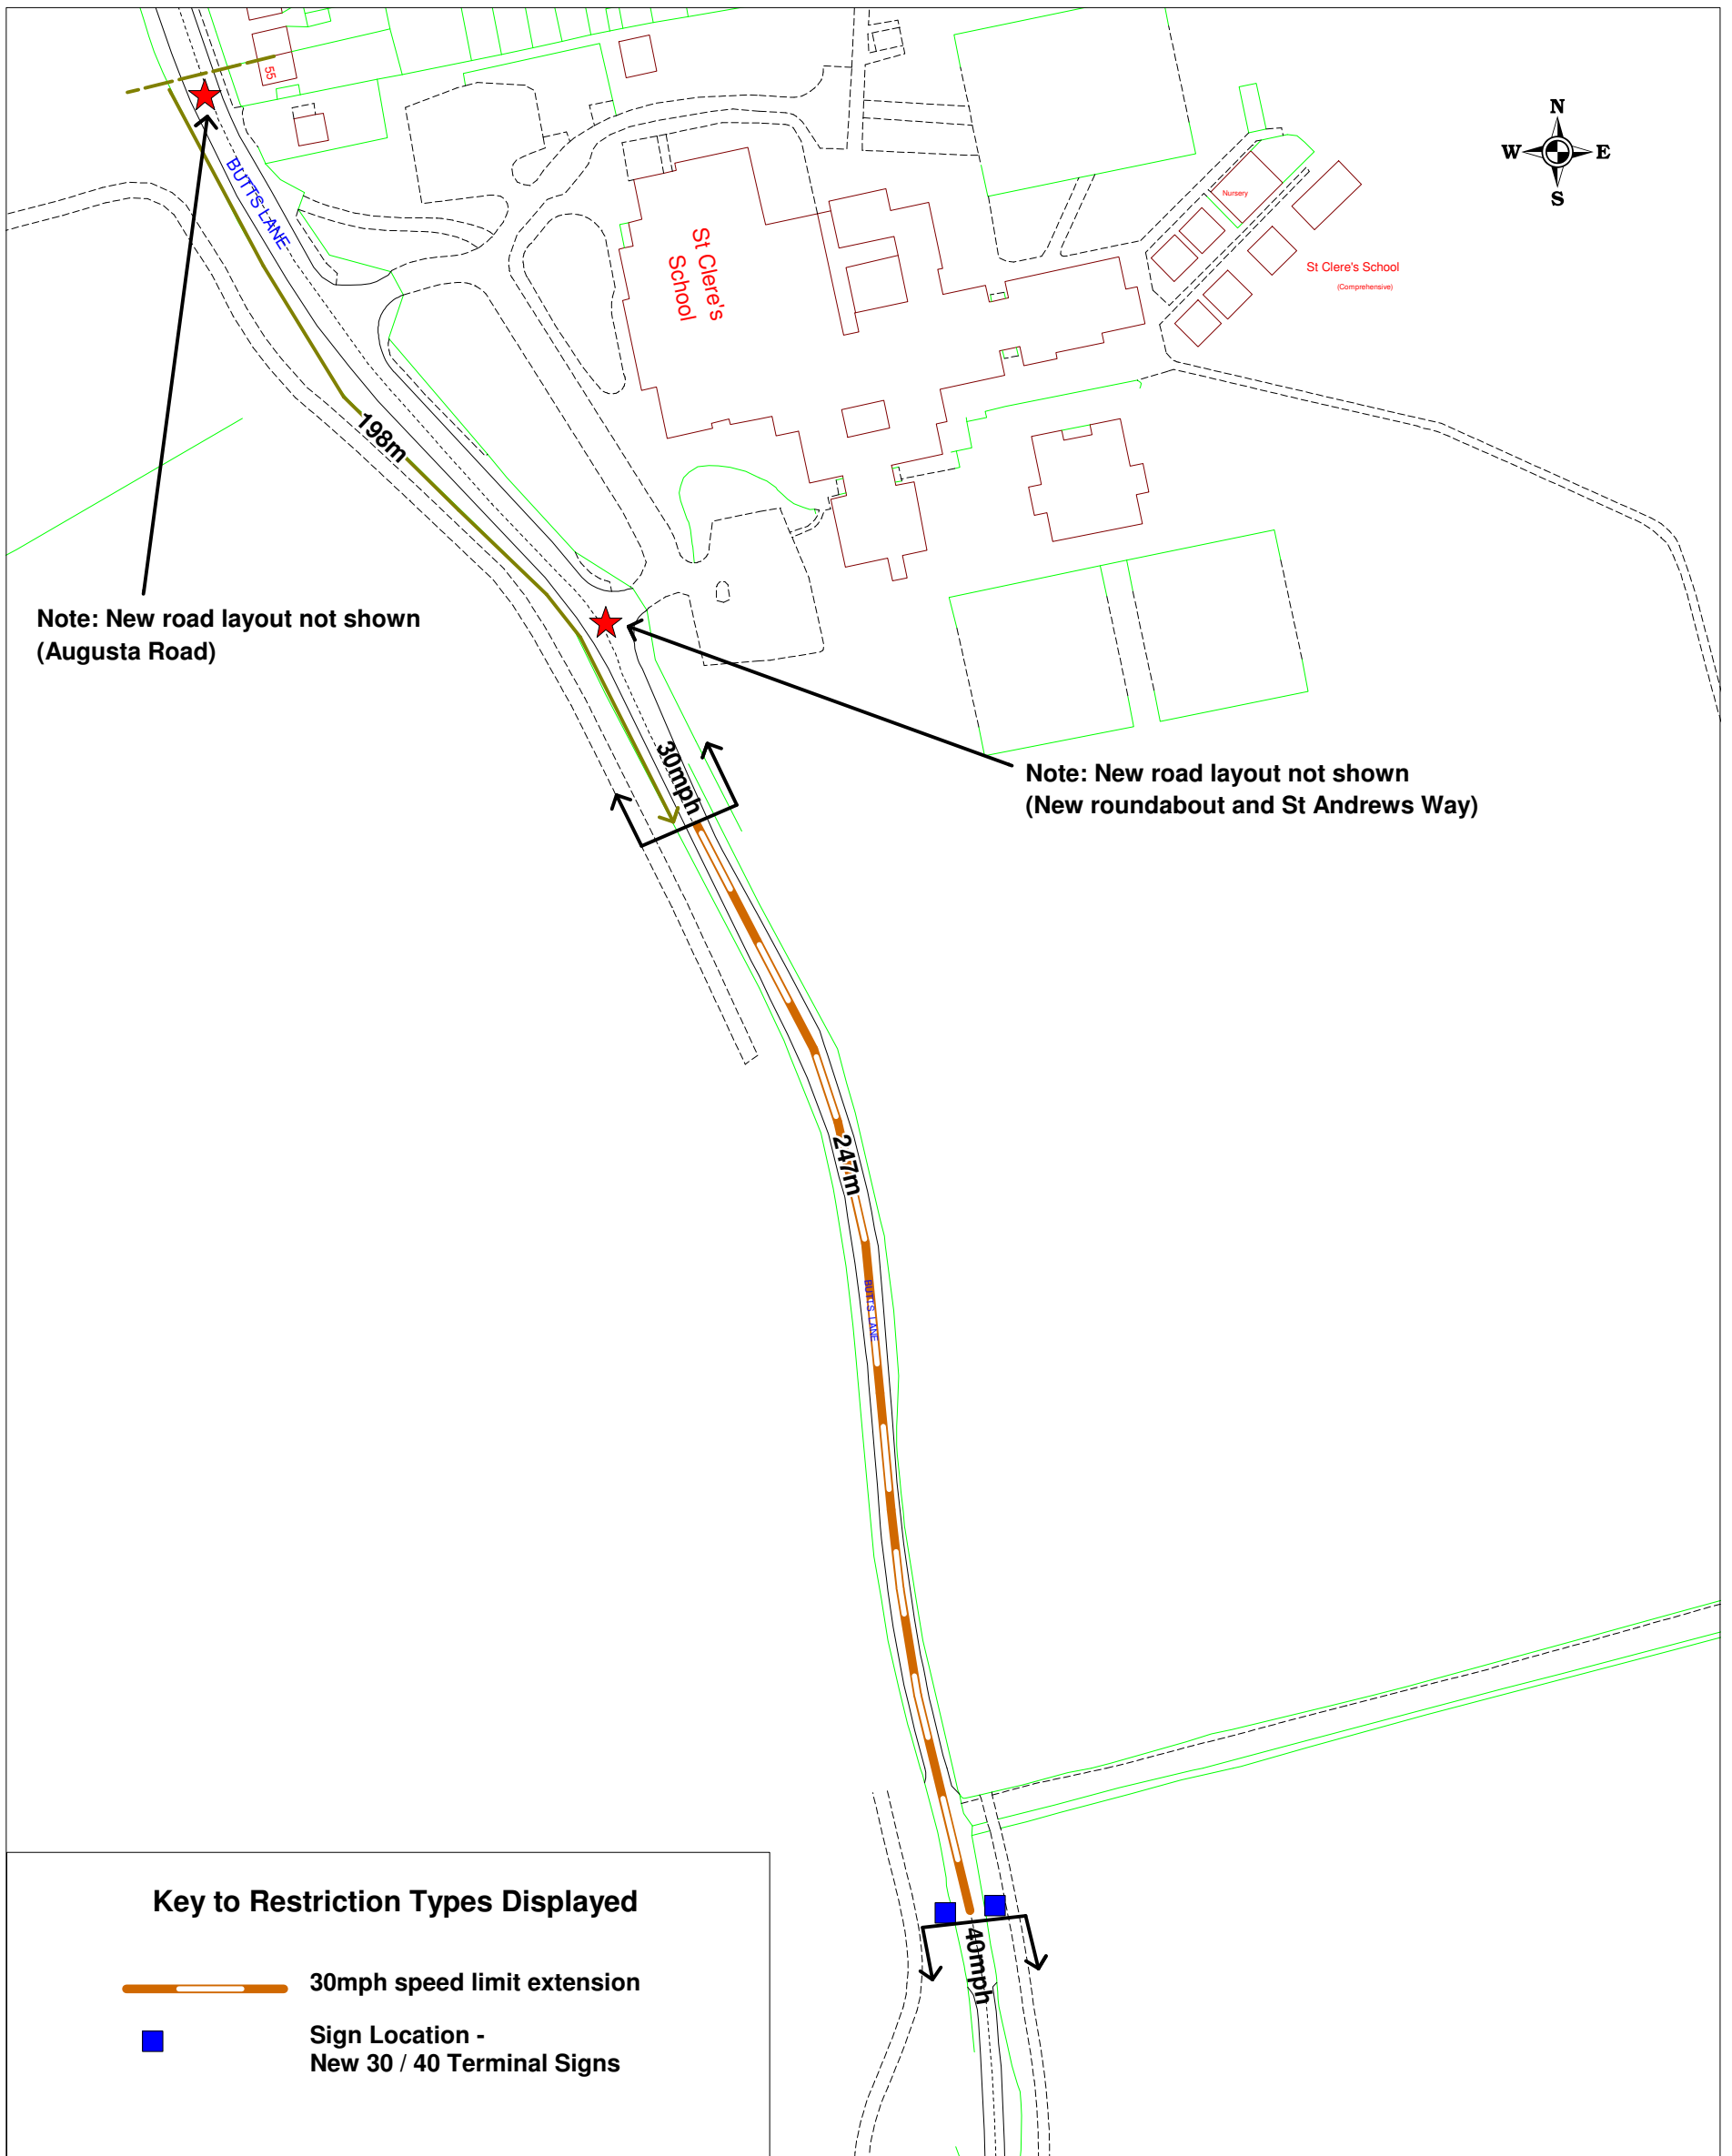 55
N
W E
S
BUTTS LANE
Nursery
St Clere's
School
St Clere's School
(Comprehensive)
198m
Note: New road layout not shown
(Augusta Road)
30mph
Note: New road layout not shown
(New roundabout and St Andrews Way)
247m
BUTTS LANE
40mph
Key to Restriction Types Displayed
30mph speed limit extension
Sign Location -
New 30 / 40 Terminal Signs